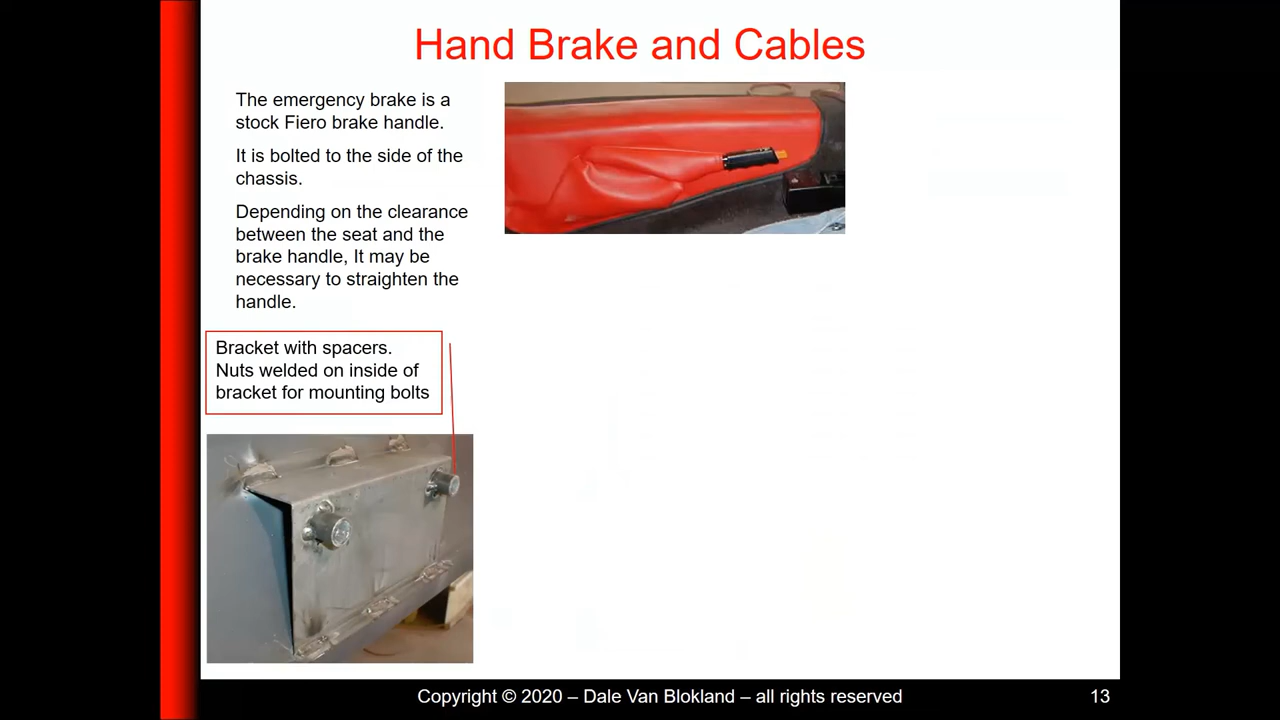 Hand Brake and Cables
The emergency brake is a
stock Fiero brake handle.
It is bolted to the side of the
chassis.
Depending on the clearance
between the seat and the
brake handle, It may be
necessary to straighten the
handle.
Bracket with spacers.
Nuts welded on inside of
bracket for mounting bolts
Copyright © 2020 – Dale Van Blokland – all rights reserved
13